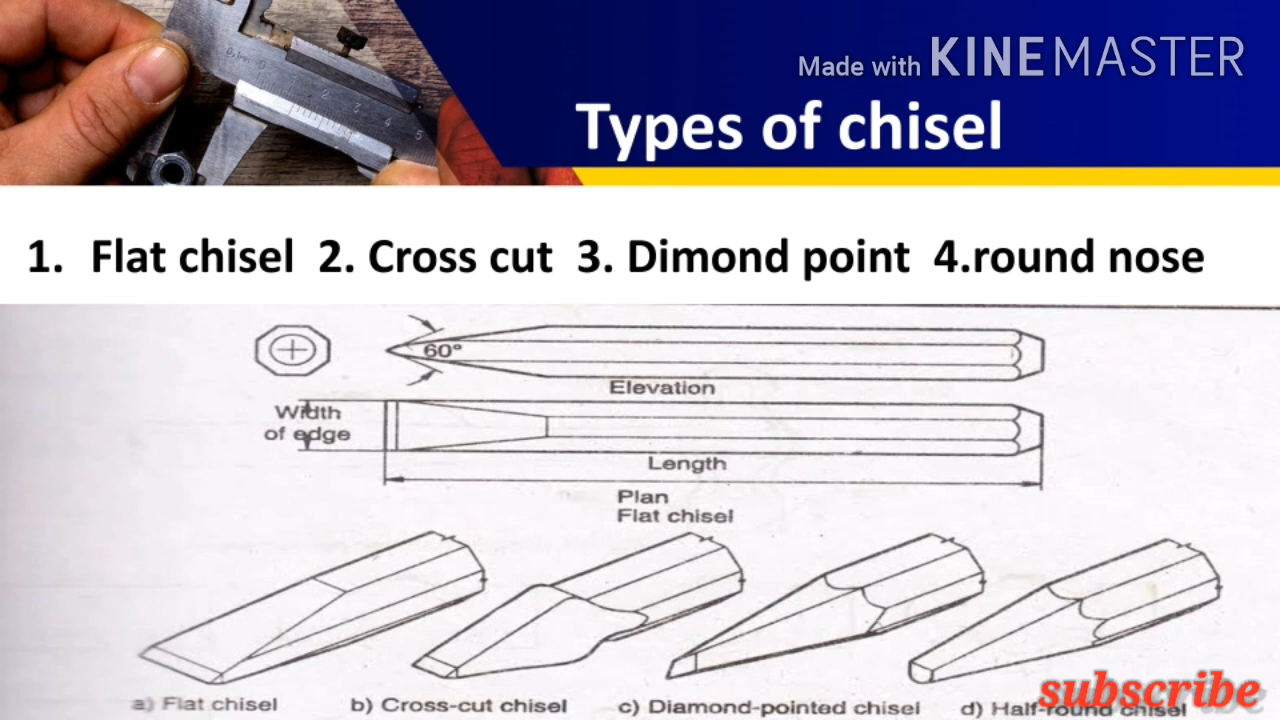 Made with KINEMASTER
Types of chisel
1. Flat chisel 2. Cross cut 3. Dimond point 4.round nose
60°
Elevation
Width
of edge
Length
Plan
Flat chisel
a) Flat chisel b) Cross-cut chisel c) Diamond-pointed chisel d) Half-round chisel
subscribe